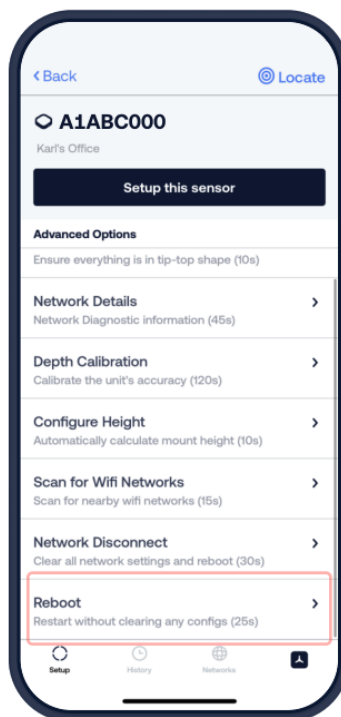 Back
Locate
A1ABC000
Karl's Office
Setup this sensor
Advanced Options
Ensure everything is in tip-top shape (10s)
Network Details
Network Diagnostic information (45s)
Depth Calibration
Calibrate the unit's accuracy (120s)
Configure Height
Automatically calculate mount height (10s)
Scan for Wifi Networks
Scan for nearby wifi networks (15s)
Network Disconnect
Clear all network settings and reboot (30s)
Reboot
Restart without clearing any configs (25s)
Setup
History
Networks